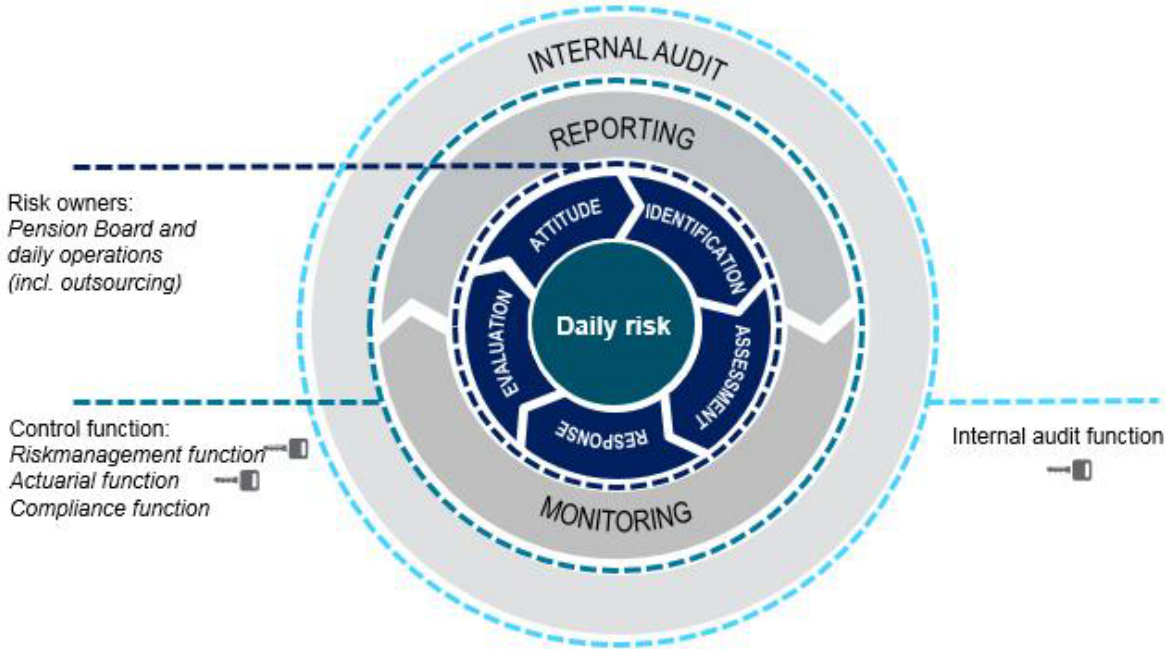 INTERNAL AUDIT
REPORTING
ATTITUDE
IDENTIFICATION
ASSESSMENT
RESPONSE
EVALUATION
Daily risk
MONITORING
Risk owners:
Pension Board and
daily operations
(incl. outsourcing)
Control function:
Riskmanagement function
Actuarial function
Compliance function
Internal audit function